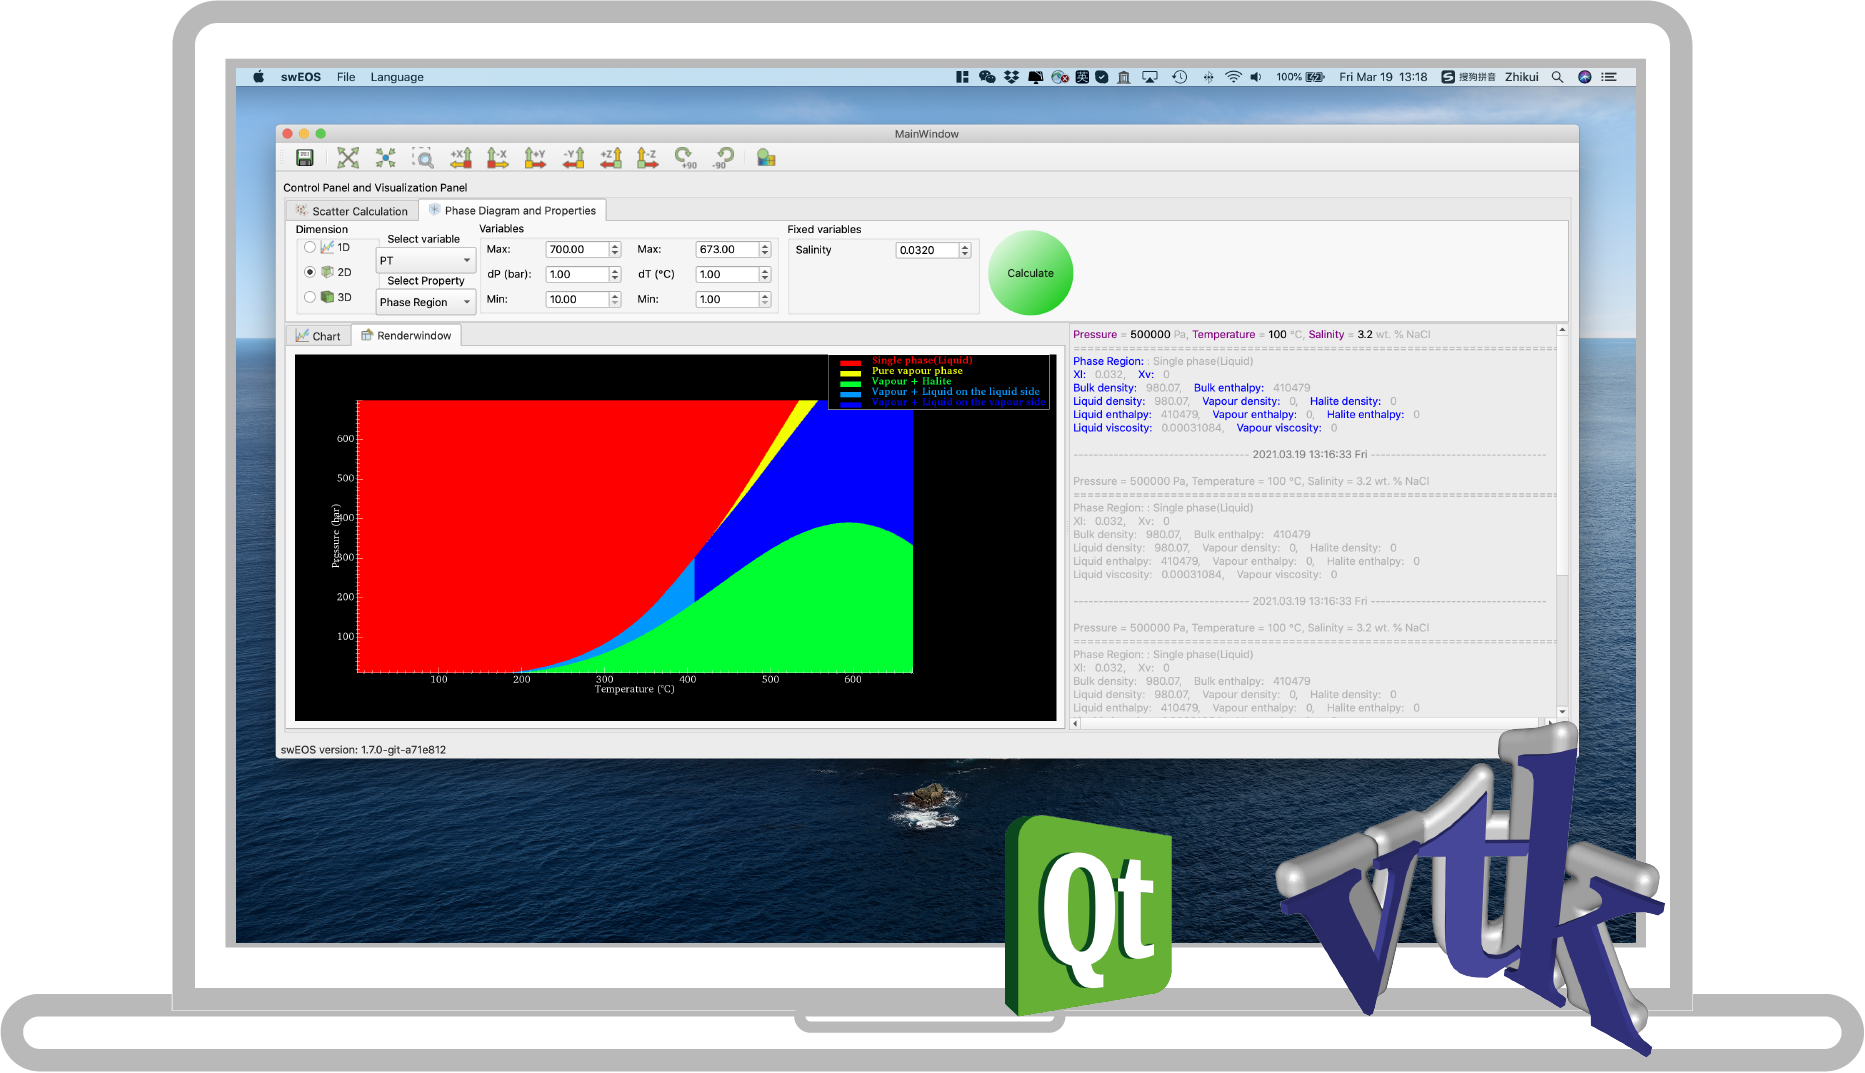 swEOS File Language 英 100% Fri Mar 19 13:18 S 搜狗拼音 Zhikui
MainWindow
+X -X +Y -Y +Z -Z +90 -90
Control Panel and Visualization Panel
Scatter Calculation Phase Diagram and Properties
Dimension Select variable Variables Fixed variables
1D Max: 700.00 Max: 673.00 Salinity 0.0320
PT
2D dP (bar): 1.00 dT (°C) 1.00 Calculate
Select Property
3D Phase Region Min: 10.00 Min: 1.00
Chart Renderwindow
Single phase(Liquid)
Pure vapour phase
Vapour + Halite
Vapour + Liquid on the liquid side
Vapour + Liquid on the vapour side
600
500
400
300
200
100
Pressure (bar)
100 200 300 400 500 600
Temperature (°C)
Pressure = 500000 Pa, Temperature = 100 °C, Salinity = 3.2 wt. % NaCl
================================================================
Phase Region: : Single phase(Liquid)
Xl: 0.032, Xv: 0
Bulk density: 980.07, Bulk enthalpy: 410479
Liquid density: 980.07, Vapour density: 0, Halite density: 0
Liquid enthalpy: 410479, Vapour enthalpy: 0, Halite enthalpy: 0
Liquid viscosity: 0.00031084, Vapour viscosity: 0
-------------------------------- 2021.03.19 13:16:33 Fri --------------------------------
Pressure = 500000 Pa, Temperature = 100 °C, Salinity = 3.2 wt. % NaCl
================================================================
Phase Region: : Single phase(Liquid)
Xl: 0.032, Xv: 0
Bulk density: 980.07, Bulk enthalpy: 410479
Liquid density: 980.07, Vapour density: 0, Halite density: 0
Liquid enthalpy: 410479, Vapour enthalpy: 0, Halite enthalpy: 0
Liquid viscosity: 0.00031084, Vapour viscosity: 0
-------------------------------- 2021.03.19 13:16:33 Fri --------------------------------
Pressure = 500000 Pa, Temperature = 100 °C, Salinity = 3.2 wt. % NaCl
================================================================
Phase Region: : Single phase(Liquid)
Xl: 0.032, Xv: 0
Bulk density: 980.07, Bulk enthalpy: 410479
Liquid density: 980.07, Vapour density: 0, Halite density: 0
Liquid enthalpy: 410479, Vapour enthalpy: 0, Halite enthalpy: 0
swEOS version: 1.7.0-git-a71e812
Qt
vtk